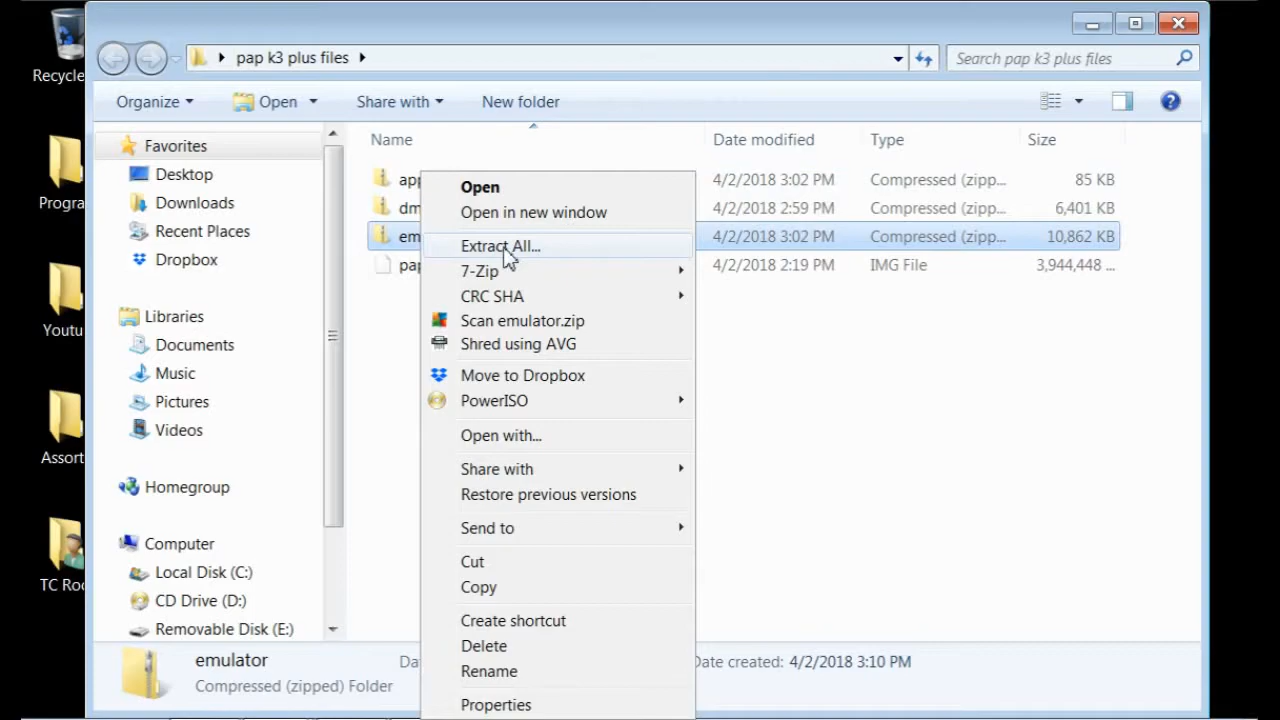 Recycle
Progra
Youtu
Assort
TC Roo
pap k3 plus files
Search pap k3 plus files
Organize
Open
Share with
New folder
Favorites
Desktop
Downloads
Recent Places
Dropbox
Libraries
Documents
Music
Pictures
Videos
Homegroup
Computer
Local Disk (C:)
CD Drive (D:)
Removable Disk (E:)
Name Date modified Type Size
app 4/2/2018 3:02 PM Compressed (zipp... 85 KB
dm 4/2/2018 2:59 PM Compressed (zipp... 6,401 KB
em 4/2/2018 3:02 PM Compressed (zipp... 10,862 KB
pap 4/2/2018 2:19 PM IMG File 3,944,448 ...
Open
Open in new window
Extract All...
7-Zip
CRC SHA
Scan emulator.zip
Shred using AVG
Move to Dropbox
PowerISO
Open with...
Share with
Restore previous versions
Send to
Cut
Copy
Create shortcut
Delete
Rename
Properties
emulator Da Date created: 4/2/2018 3:10 PM
Compressed (zipped) Folder